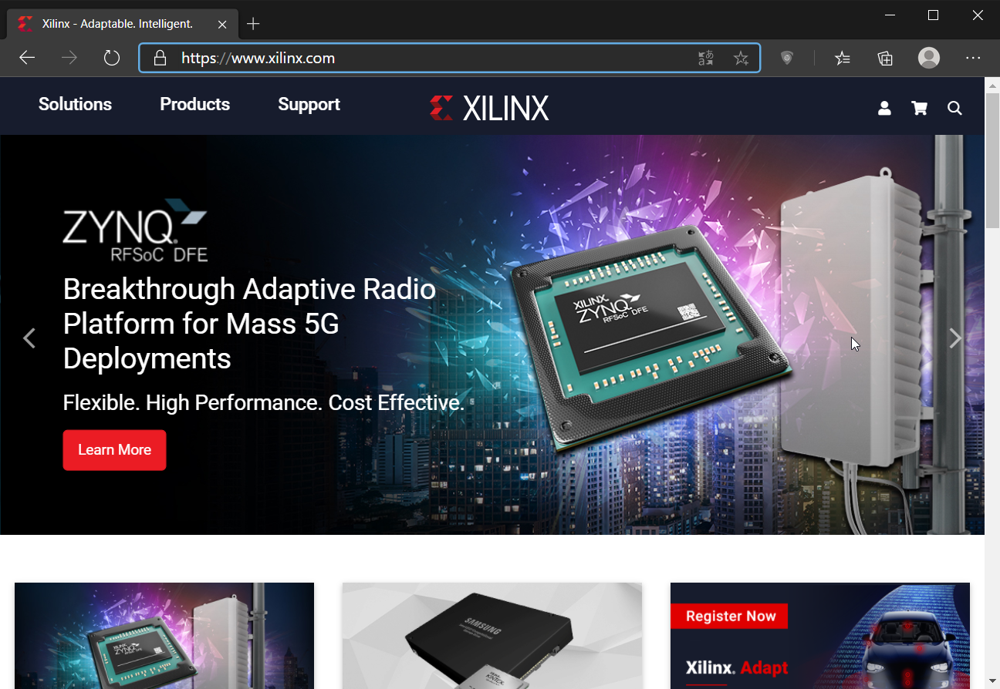 Xilinx - Adaptable. Intelligent.
https://www.xilinx.com
Solutions
Products
Support
XILINX
ZYNQ
RFSoC DFE
Breakthrough Adaptive Radio
Platform for Mass 5G
Deployments
Flexible. High Performance. Cost Effective.
Learn More
XILINX
ZYNQ
RFSoC DFE
XILINX
ZYNQ
SAMSUNG
Register Now
Xilinx. Adapt